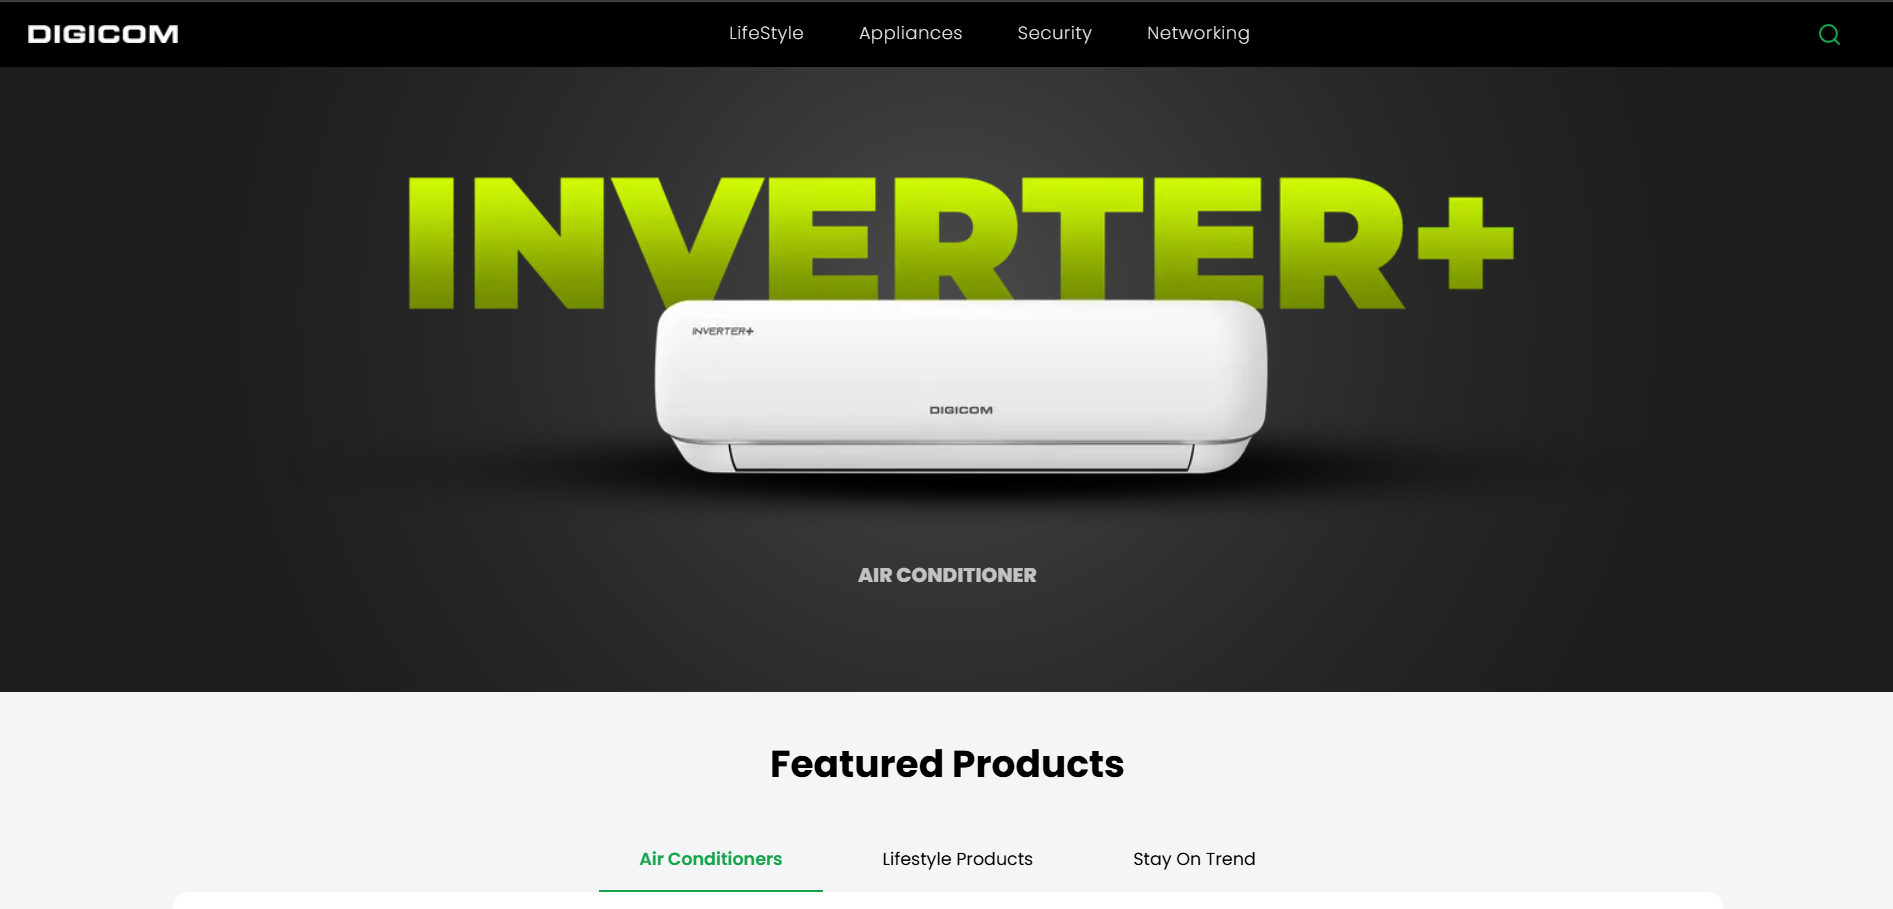 DIGICOM
LifeStyle Appliances Security Networking
INVERTER+
INVERTER+
DIGICOM
AIR CONDITIONER
Featured Products
Air Conditioners Lifestyle Products Stay On Trend